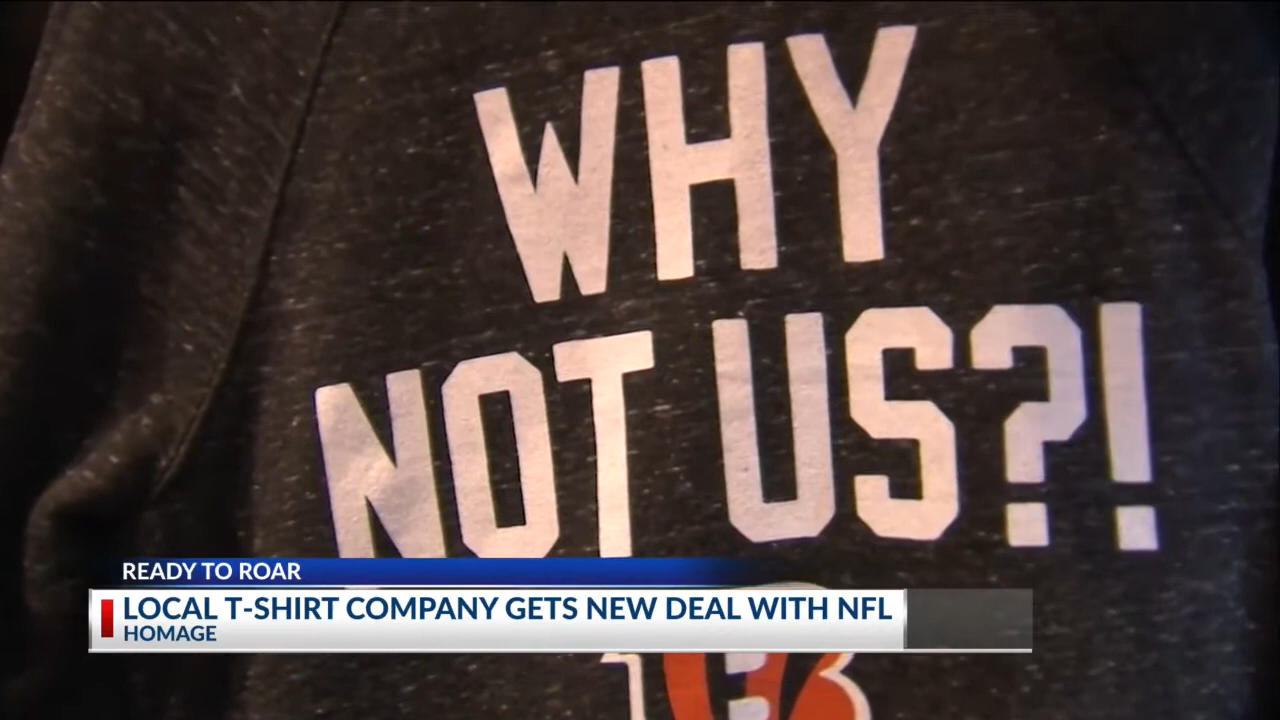 WHY
NOT US?!
READY TO ROAR
LOCAL T-SHIRT COMPANY GETS NEW DEAL WITH NFL
HOMAGE